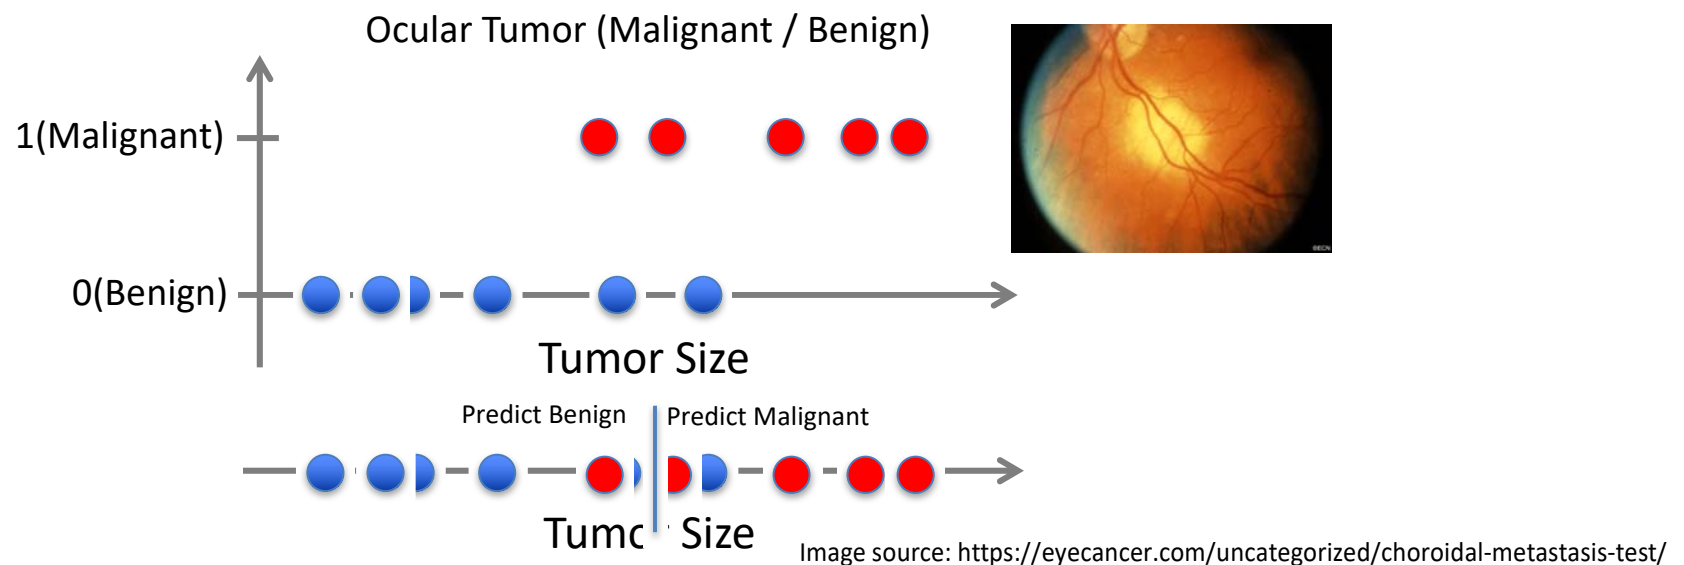 Ocular Tumor (Malignant / Benign)
1(Malignant)
0(Benign)
Tumor Size
Predict Benign
Predict Malignant
Size
Image source: https://eyecancer.com/uncategorized/choroidal-metastasis-test/
©ECN